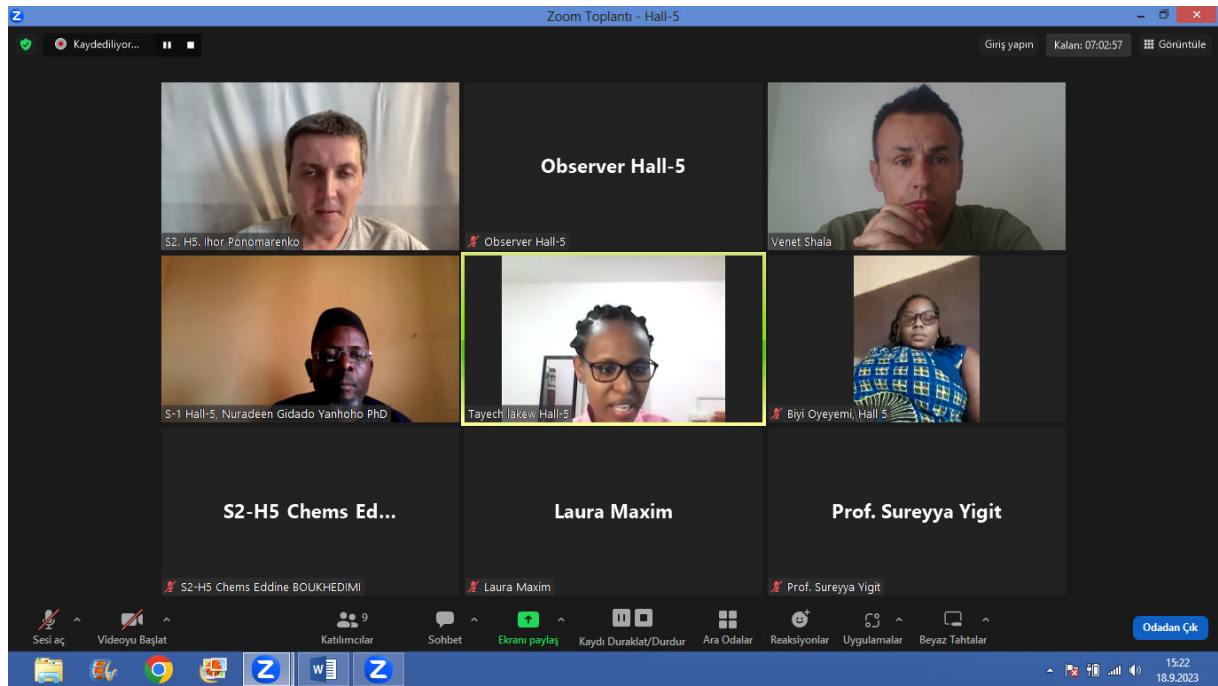 Zoom Toplantı - Hall-5
Kaydediliyor...
Giriş yapın
Kalan: 07:02:57
Görüntüle
S2. H5. Ihor Ponomarenko
Observer Hall-5
Observer Hall-5
Venet Shala
S-1 Hall-5, Nuradeen Gidado Yanhoho PhD
Tayech lakew Hall-5
Biyi Oyeyemi, Hall 5
S2-H5 Chems Ed...
S2-H5 Chems Eddine BOUKHEDIMI
Laura Maxim
Laura Maxim
Prof. Sureyya Yigit
Prof. Sureyya Yigit
Sesi aç
Videoyu Başlat
9
Katılımcılar
Sohbet
Ekranı paylaş
Kaydı Duraklat/Durdur
Ara Odalar
Reaksiyonlar
Uygulamalar
Beyaz Tahtalar
Odadan Çık
15:22
18.9.2023